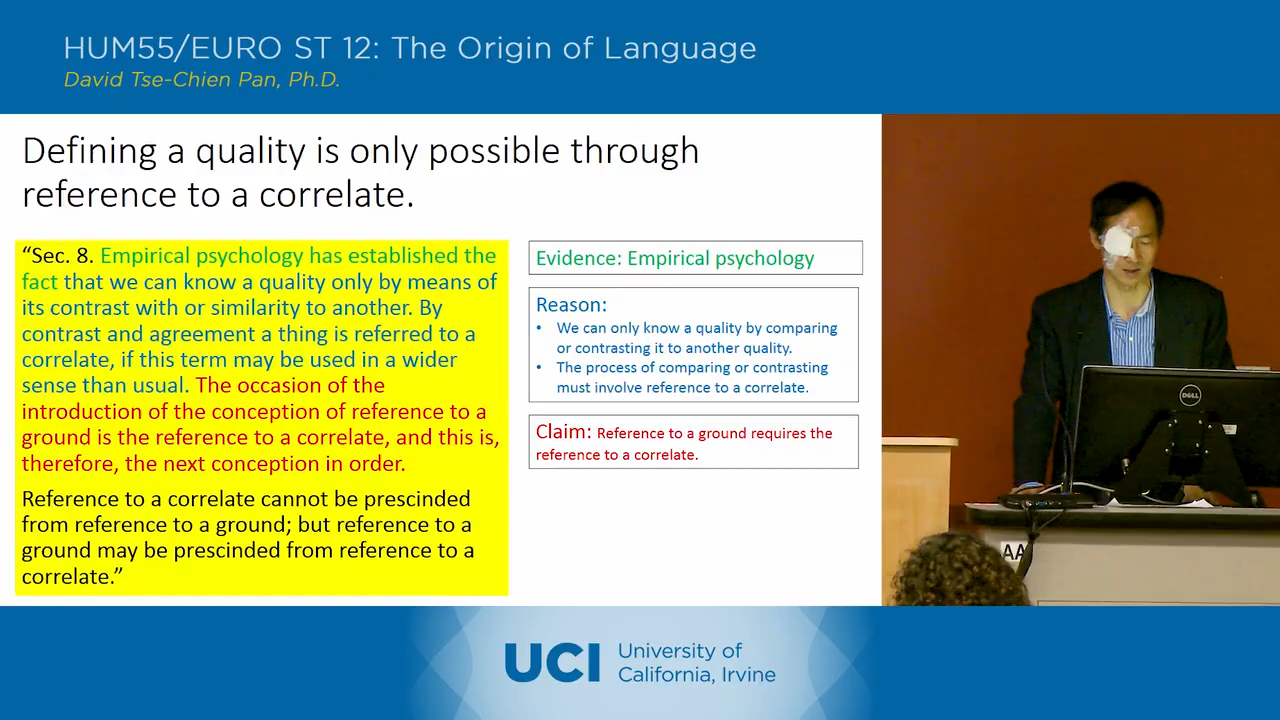 HUM55/EURO ST 12: The Origin of Language
David Tse-Chien Pan, Ph.D.
Defining a quality is only possible through
reference to a correlate.
“Sec. 8. Empirical psychology has established the
fact that we can know a quality only by means of
its contrast with or similarity to another. By
contrast and agreement a thing is referred to a
correlate, if this term may be used in a wider
sense than usual. The occasion of the
introduction of the conception of reference to a
ground is the reference to a correlate, and this is,
therefore, the next conception in order.
Reference to a correlate cannot be prescinded
from reference to a ground; but reference to a
ground may be prescinded from reference to a
correlate.”
Evidence: Empirical psychology
Reason:
• We can only know a quality by comparing
or contrasting it to another quality.
• The process of comparing or contrasting
must involve reference to a correlate.
Claim: Reference to a ground requires the
reference to a correlate.
DELL
AA
UCI University of
California, Irvine